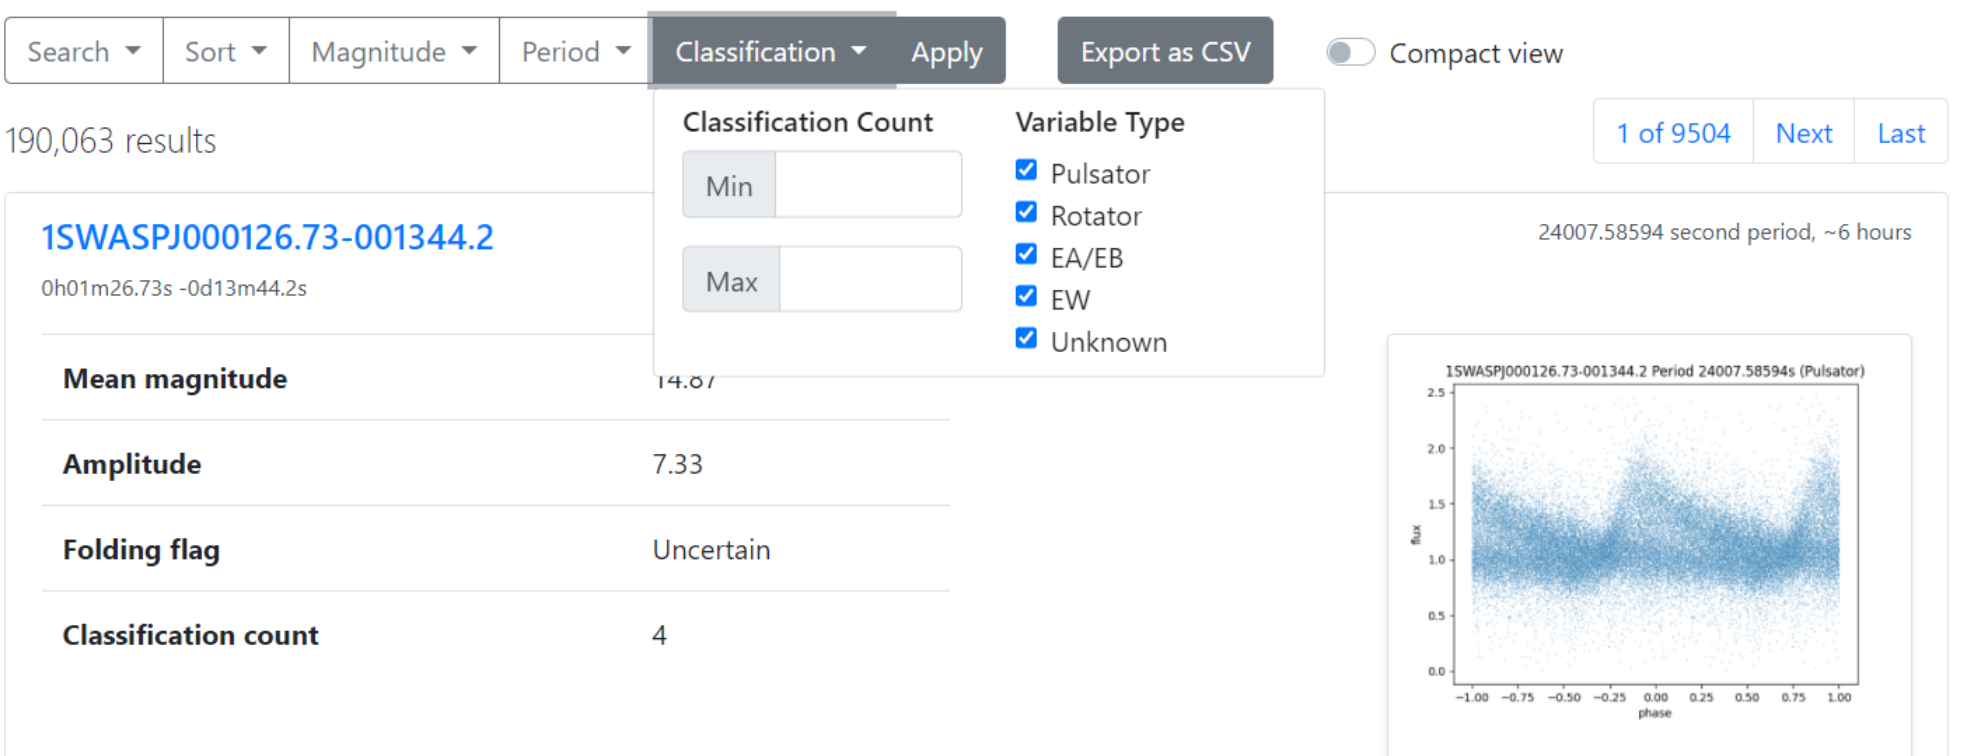 Search Sort Magnitude Period Classification Apply Export as CSV Compact view
190,063 results
Classification Count
Min
Max
Variable Type
Pulsator
Rotator
EA/EB
EW
Unknown
1 of 9504 Next Last
1SWASPJ000126.73-001344.2
0h01m26.73s -0d13m44.2s
24007.58594 second period, ~6 hours
Mean magnitude 14.87
Amplitude 7.33
Folding flag Uncertain
Classification count 4
1SWASPJ000126.73-001344.2 Period 24007.58594s (Pulsator)
2.5
2.0
1.5
1.0
0.5
0.0
flux
−1.00 −0.75 −0.50 −0.25 0.00 0.25 0.50 0.75 1.00
phase